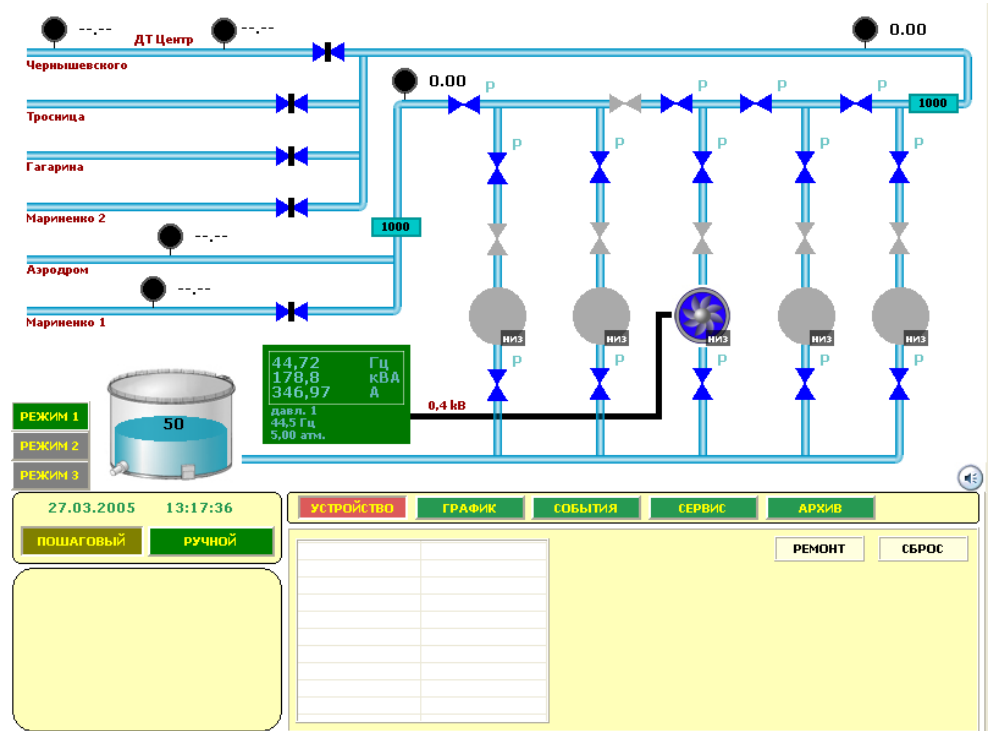 --.--
--.--
0.00
ДТ Центр
Чернышевского
0.00
P
P
P
P
P
1000
Тросница
P
P
P
P
P
Гагарина
Мариненко 2
1000
--.--
Аэродром
--.--
Мариненко 1
низ
низ
низ
низ
низ
44,72 Гц
178,8 кВА
346,97 А
давл. 1
44,5 Гц
5,00 атм.
P
P
P
P
P
0,4 kB
50
РЕЖИМ 1
РЕЖИМ 2
РЕЖИМ 3
27.03.2005 13:17:36
ПОШАГОВЫЙ РУЧНОЙ
УСТРОЙСТВО ГРАФИК СОБЫТИЯ СЕРВИС АРХИВ
РЕМОНТ СБРОС